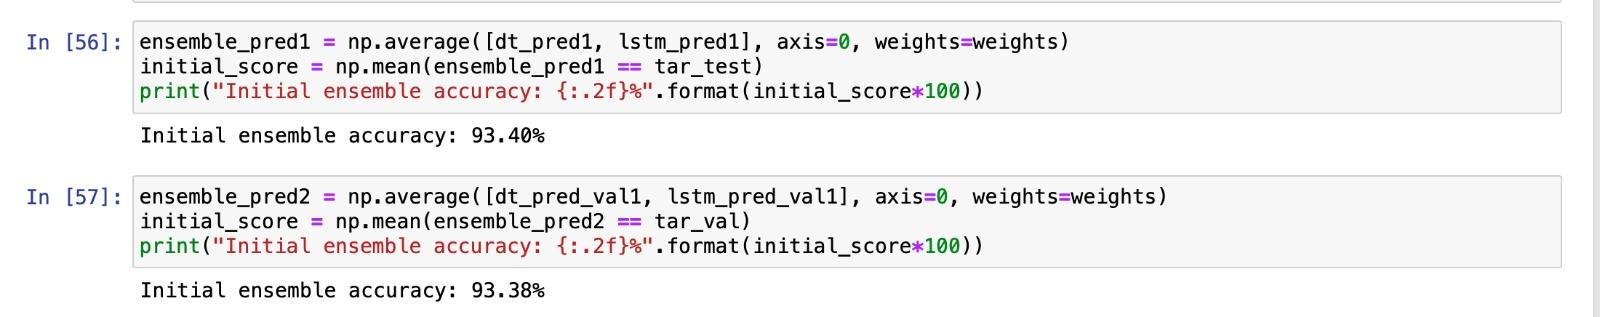 In [56]: ensemble_pred1 = np.average([dt_pred1, lstm_pred1], axis=0, weights=weights)
initial_score = np.mean(ensemble_pred1 == tar_test)
print("Initial ensemble accuracy: {:.2f}%".format(initial_score*100))
Initial ensemble accuracy: 93.40%
In [57]: ensemble_pred2 = np.average([dt_pred_val1, lstm_pred_val1], axis=0, weights=weights)
initial_score = np.mean(ensemble_pred2 == tar_val)
print("Initial ensemble accuracy: {:.2f}%".format(initial_score*100))
Initial ensemble accuracy: 93.38%